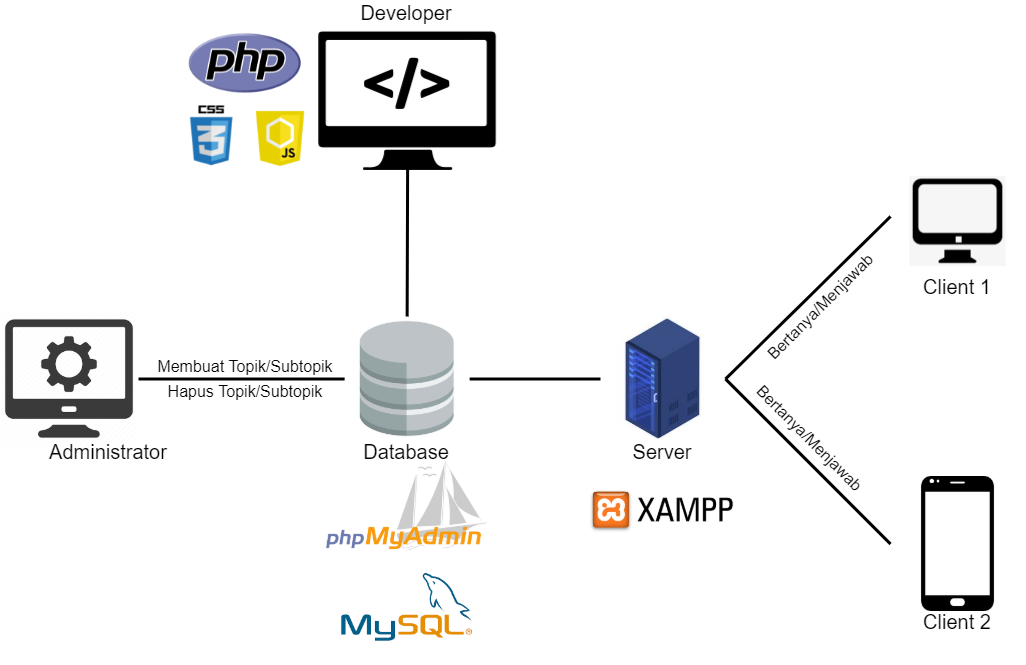 Developer
php
</>
CSS
3
JS
Client 1
Bertanya/Menjawab
Membuat Topik/Subtopik
Hapus Topik/Subtopik
Bertanya/Menjawab
Administrator
Database
Server
phpMyAdmin
XAMPP
MySQL®
Client 2